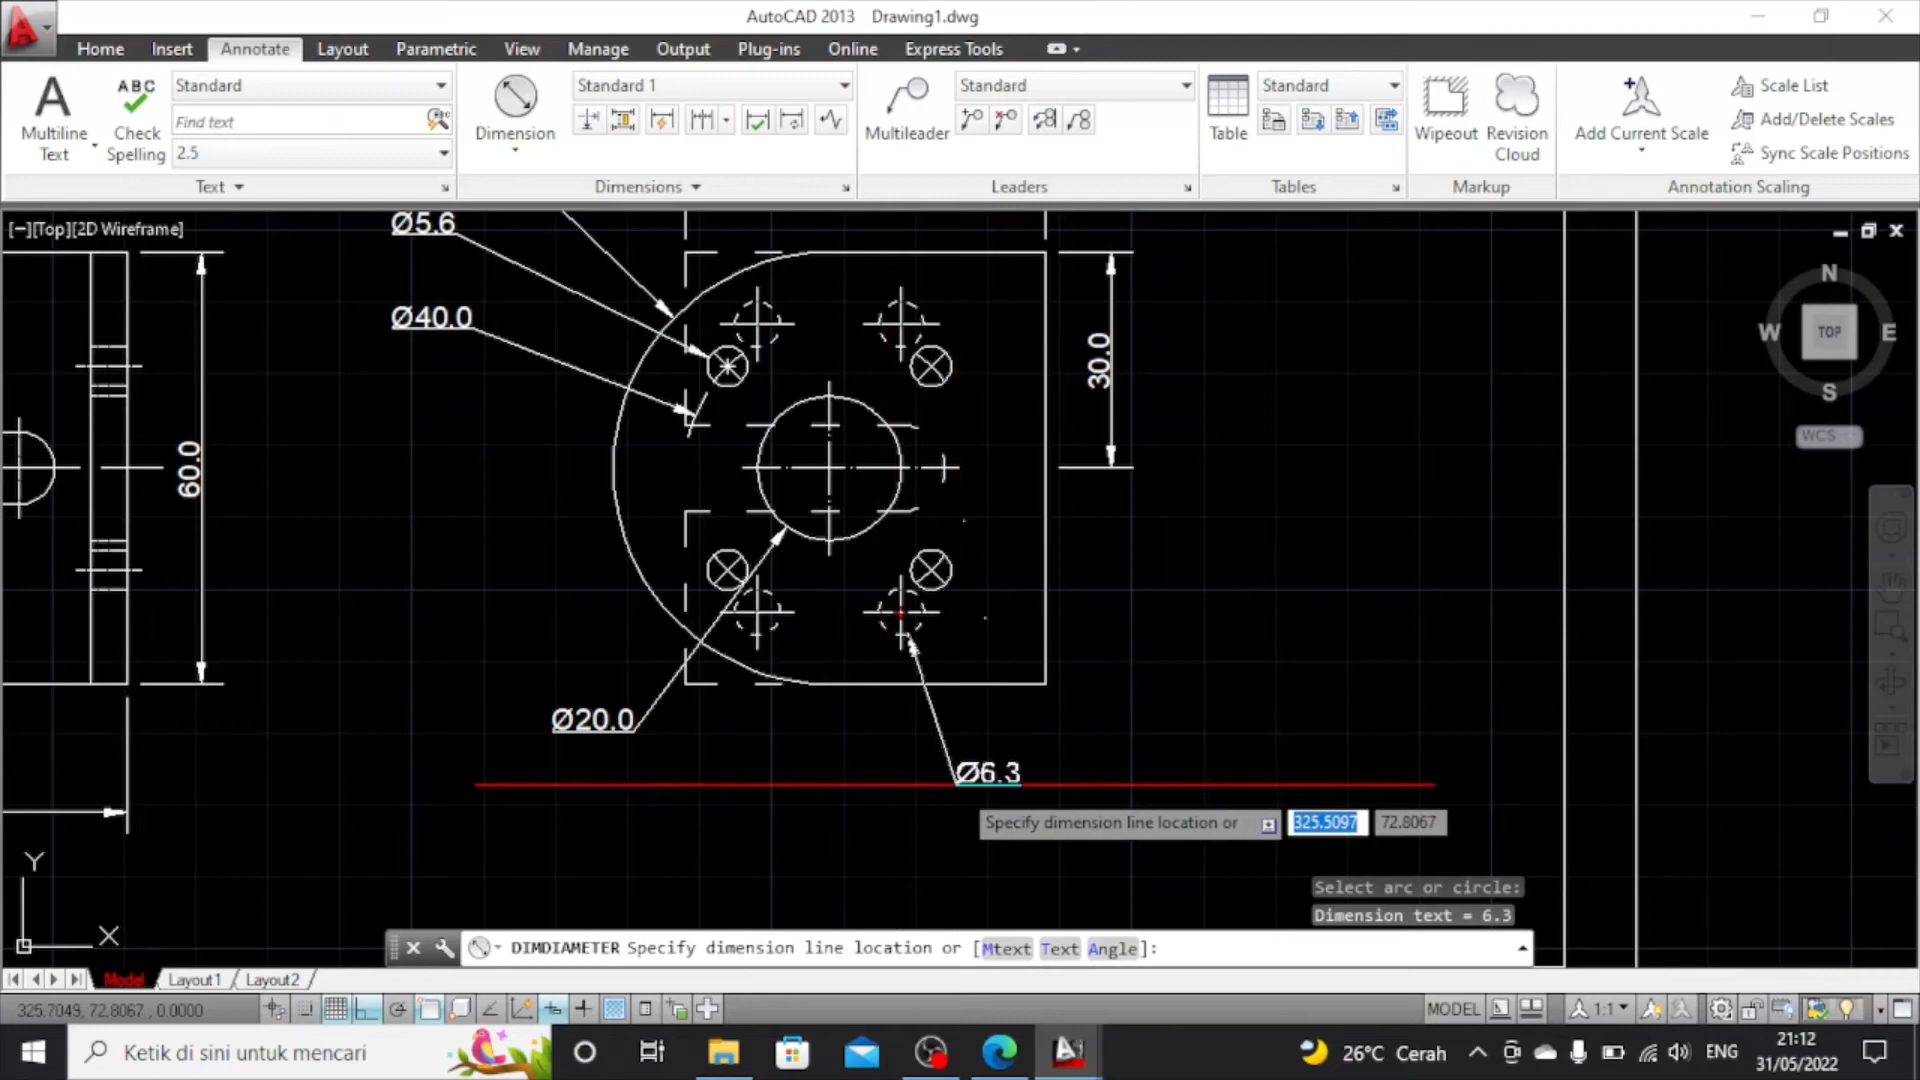 AutoCAD 2013 Drawing1.dwg
Home Insert Annotate Layout Parametric View Manage Output Plug-ins Online Express Tools
A
Multiline
Text
ABC
Check
Spelling
Standard
Find text
2.5
Text
Dimension
Standard 1
Dimensions
Multileader
Standard
Leaders
Table
Standard
Tables
Wipeout
Revision
Cloud
Markup
Add Current Scale
Scale List
Add/Delete Scales
Sync Scale Positions
Annotation Scaling
[−][Top][2D Wireframe]
N
W TOP E
S
WCS
Ø5.6
Ø40.0
30.0
60.0
Ø20.0
Ø6.3
Specify dimension line location or 325.5097 72.8067
Y
X
Select arc or circle:
Dimension text = 6.3
DIMDIAMETER Specify dimension line location or [Mtext Text Angle]:
Model Layout1 Layout2
325.7049, 72.8067 , 0.0000
MODEL
1:1
Ketik di sini untuk mencari
26°C Cerah
ENG
21:12
31/05/2022